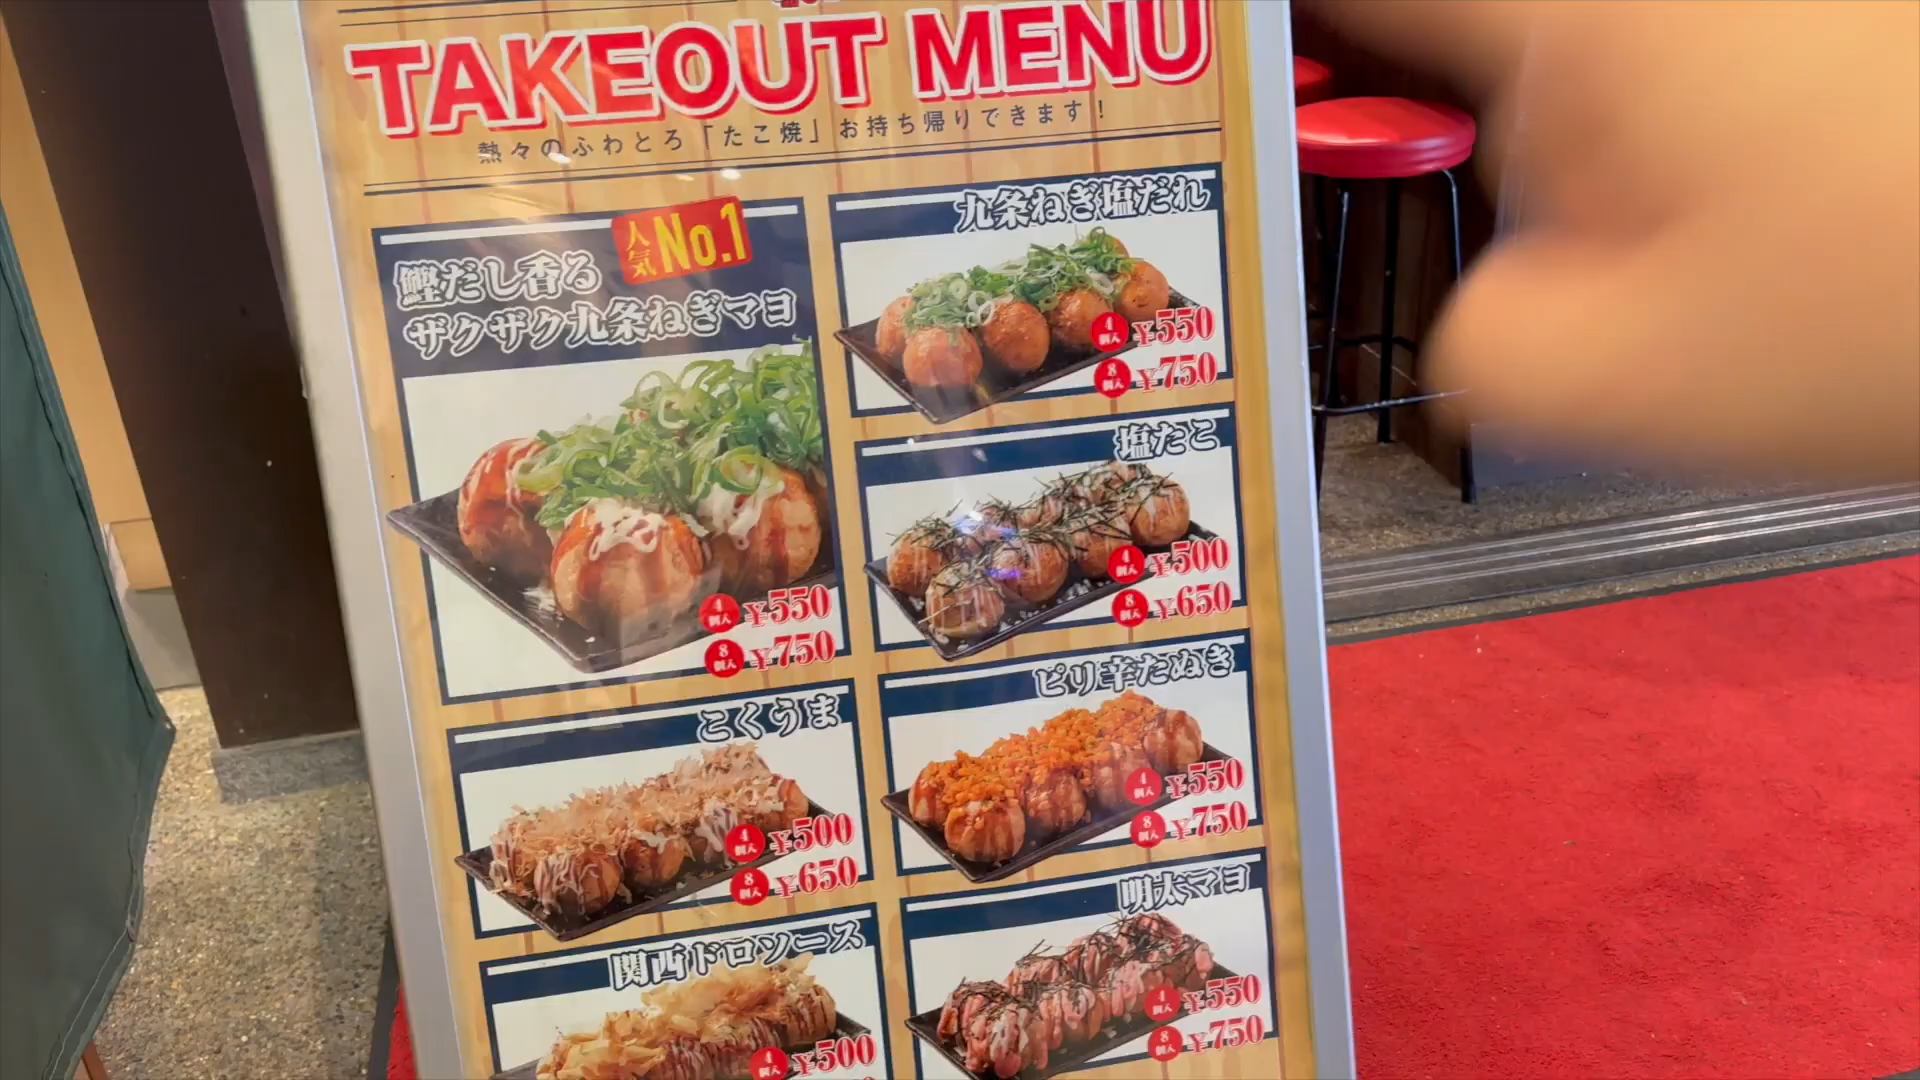 TAKEOUT MENU
熱々のふわとろ「たこ焼」お持ち帰りできます！
人気No.1
鰹だし香る
ザクザク九条ねぎマヨ
4個入 ¥550
8個入 ¥750
こくうま
4個入 ¥500
8個入 ¥650
関西ドロソース
4個入 ¥500
九条ねぎ塩だれ
4個入 ¥550
8個入 ¥750
塩たこ
4個入 ¥500
8個入 ¥650
ピリ辛たぬき
4個入 ¥550
8個入 ¥750
明太マヨ
4個入 ¥550
8個入 ¥750